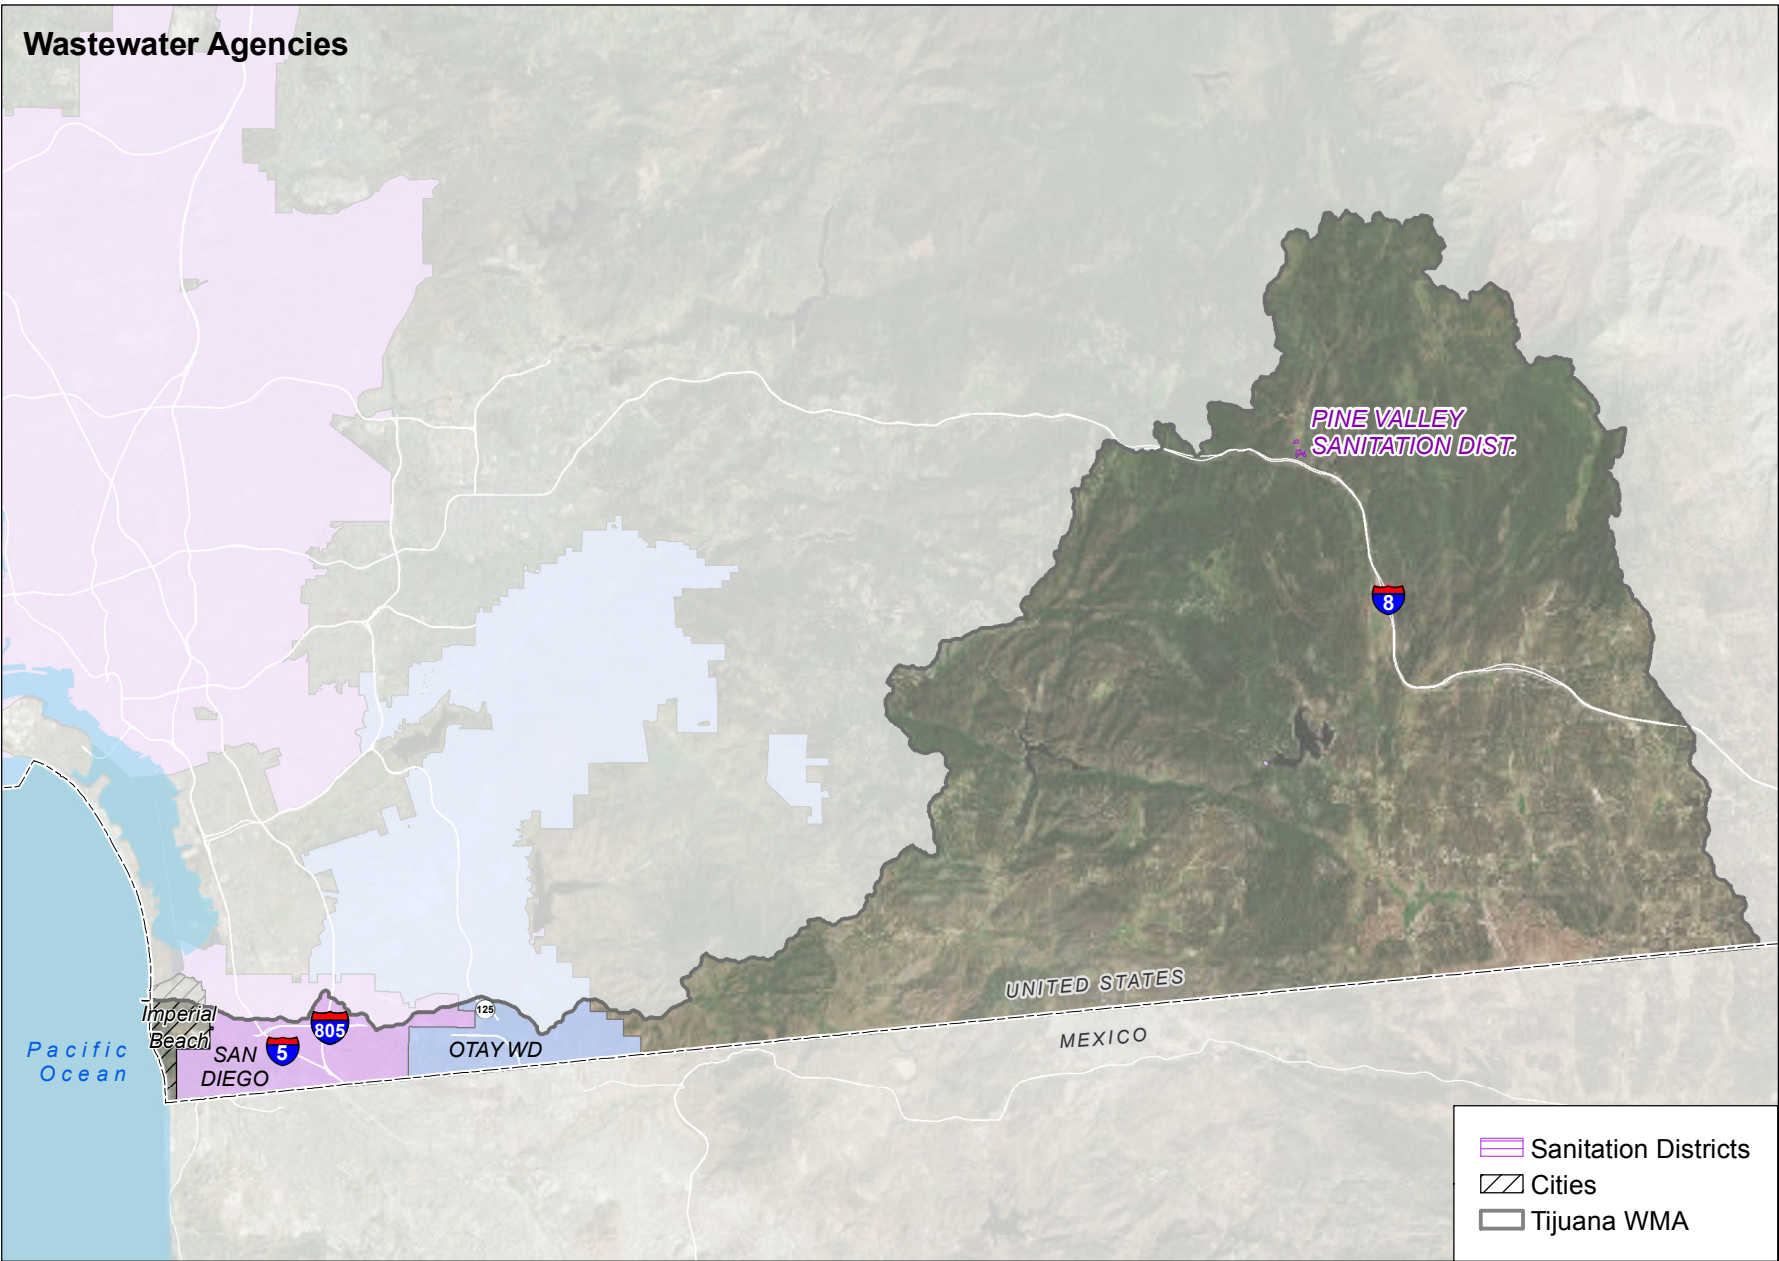 Wastewater Agencies
PINE VALLEY
SANITATION DIST.
8
UNITED STATES
MEXICO
Imperial
Beach
Pacific
Ocean
SAN
DIEGO
5
805
125
OTAY WD
Sanitation Districts
Cities
Tijuana WMA